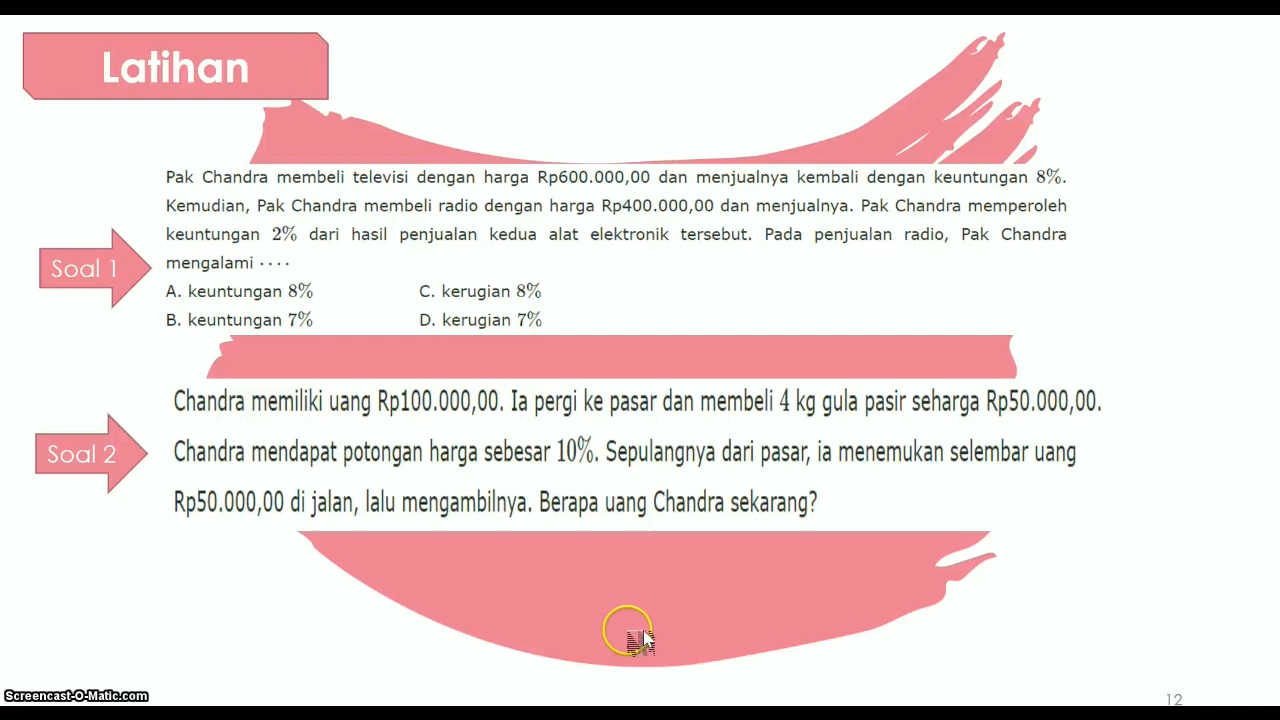 Latihan
Pak Chandra membeli televisi dengan harga Rp600.000,00 dan menjualnya kembali dengan keuntungan 8%.
Kemudian, Pak Chandra membeli radio dengan harga Rp400.000,00 dan menjualnya. Pak Chandra memperoleh
keuntungan 2% dari hasil penjualan kedua alat elektronik tersebut. Pada penjualan radio, Pak Chandra
mengalami ····
Soal 1
A. keuntungan 8% C. kerugian 8%
B. keuntungan 7% D. kerugian 7%
Chandra memiliki uang Rp100.000,00. Ia pergi ke pasar dan membeli 4 kg gula pasir seharga Rp50.000,00.
Soal 2
Chandra mendapat potongan harga sebesar 10%. Sepulangnya dari pasar, ia menemukan selembar uang
Rp50.000,00 di jalan, lalu mengambilnya. Berapa uang Chandra sekarang?
Screencast-O-Matic.com
12